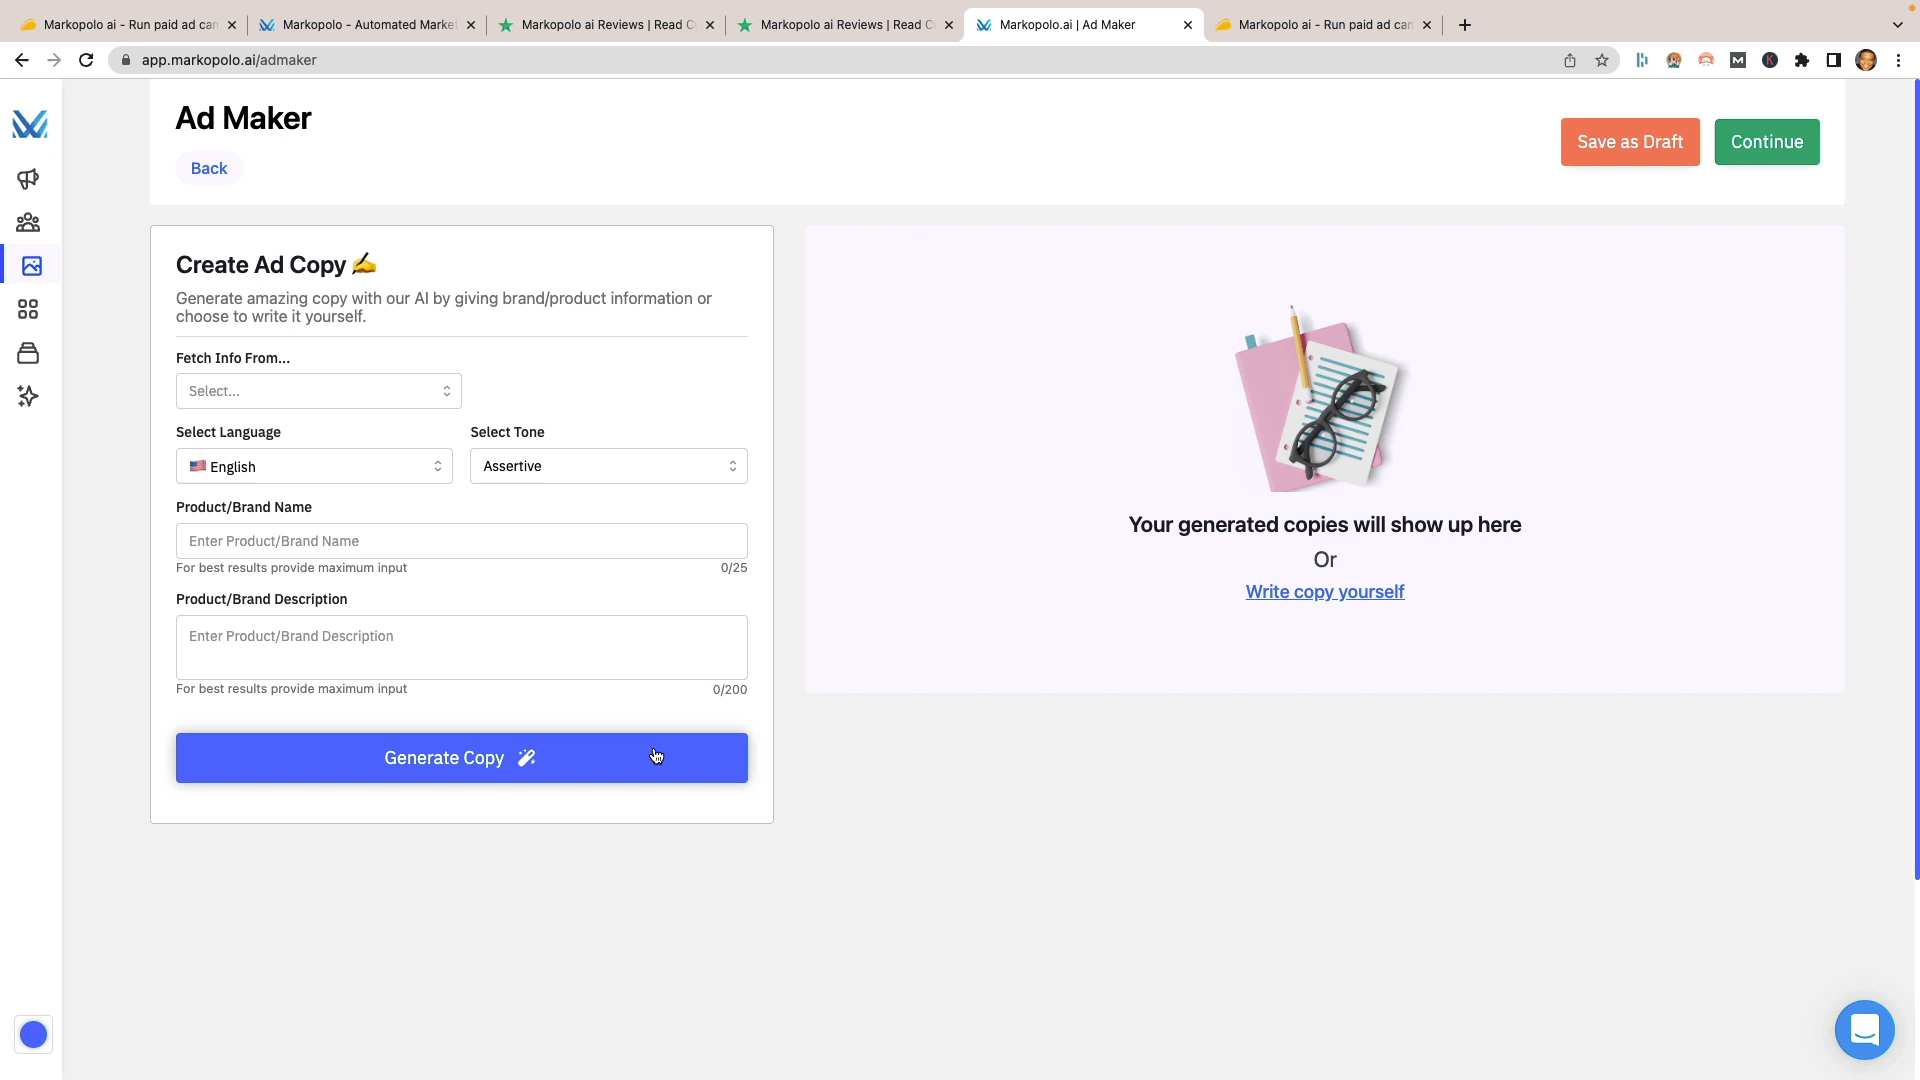 Markopolo ai - Run paid ad can
Markopolo - Automated Market
Markopolo ai Reviews | Read C
Markopolo ai Reviews | Read C
Markopolo.ai | Ad Maker
Markopolo ai - Run paid ad can
app.markopolo.ai/admaker
Ad Maker
Back
Save as Draft
Continue
Create Ad Copy ✍️
Generate amazing copy with our AI by giving brand/product information or
choose to write it yourself.
Fetch Info From...
Select...
Select Language
Select Tone
🇺🇸 English
Assertive
Product/Brand Name
Enter Product/Brand Name
For best results provide maximum input
0/25
Product/Brand Description
Enter Product/Brand Description
For best results provide maximum input
0/200
Generate Copy
Your generated copies will show up here
Or
Write copy yourself